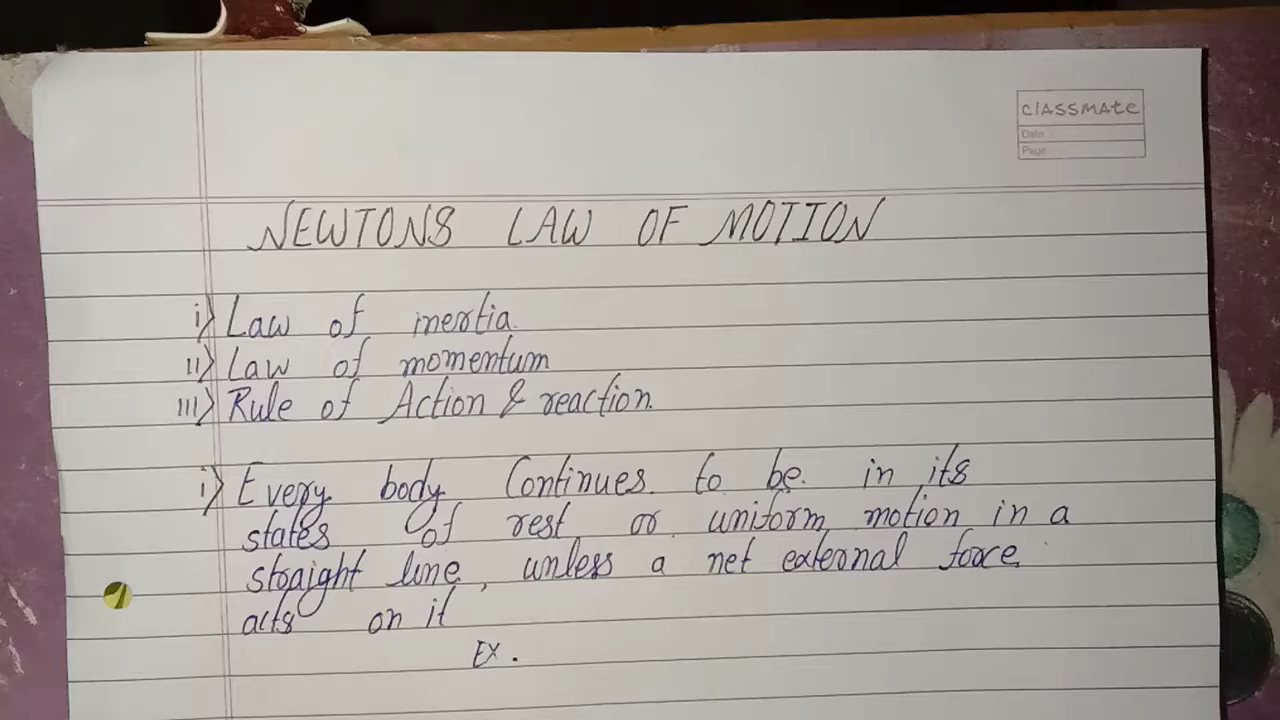 classmate
Date
Page
NEWTONS LAW OF MOTION
i) Law of inertia.
ii) Law of momentum
iii) Rule of Action & reaction.
i) Every body Continues to be in its
states of rest or uniform motion in a
straight line, unless a net external force
acts on it
Ex.